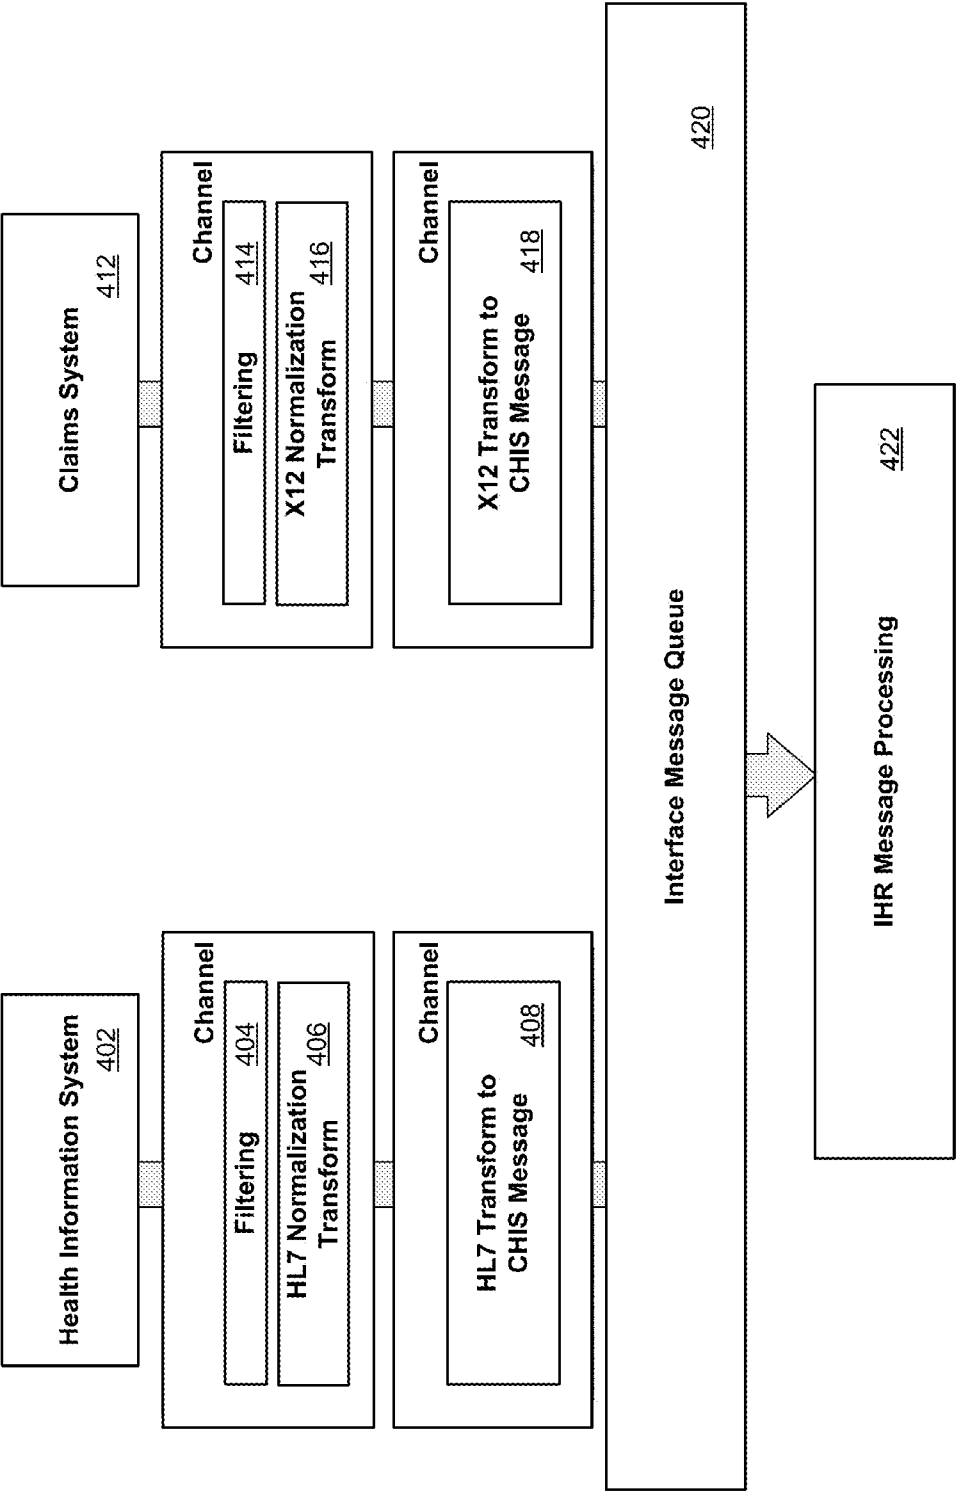 Health Information System
402
Channel
Filtering
404
HL7 Normalization
Transform
406
Channel
HL7 Transform to
CHIS Message
408
Claims System
412
Channel
Filtering
414
X12 Normalization
Transform
416
Channel
X12 Transform to
CHIS Message
418
Interface Message Queue
420
IHR Message Processing
422